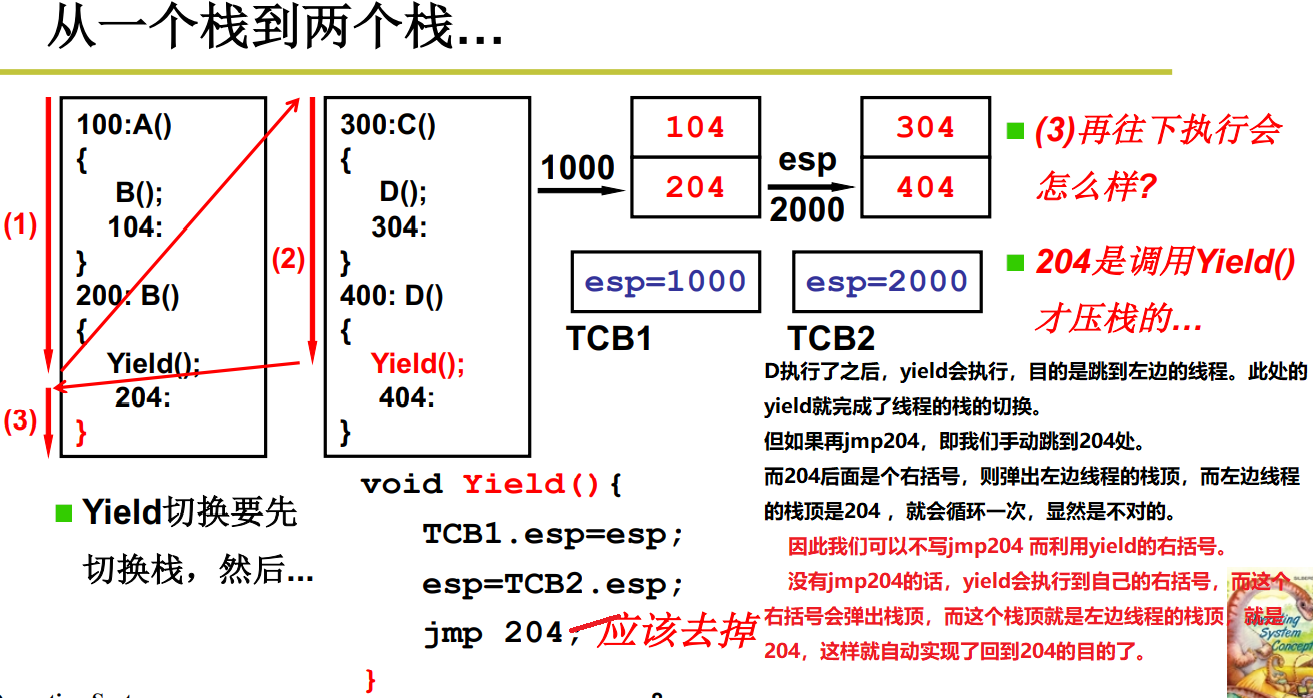 从一个栈到两个栈...
100:A()
{
B();
104:
}
200: B()
{
Yield();
204:
}
(1)
(3)
300:C()
{
D();
304:
}
400: D()
{
Yield();
404:
}
(2)
1000
104
204
esp
2000
304
404
esp=1000
TCB1
esp=2000
TCB2
(3)再往下执行会
怎么样?
204是调用Yield()
才压栈的...
D执行了之后，yield会执行，目的是跳到左边的线程。此处的
yield就完成了线程的栈的切换。
但如果再jmp204，即我们手动跳到204处。
而204后面是个右括号，则弹出左边线程的栈顶，而左边线程
的栈顶是204 ，就会循环一次，显然是不对的。
因此我们可以不写jmp204 而利用yield的右括号。
没有jmp204的话，yield会执行到自己的右括号，而这个
右括号会弹出栈顶，而这个栈顶就是左边线程的栈顶，就是
204，这样就自动实现了回到204的目的了。
Yield切换要先
切换栈，然后...
void Yield(){
TCB1.esp=esp;
esp=TCB2.esp;
jmp 204; 应该去掉
}
System